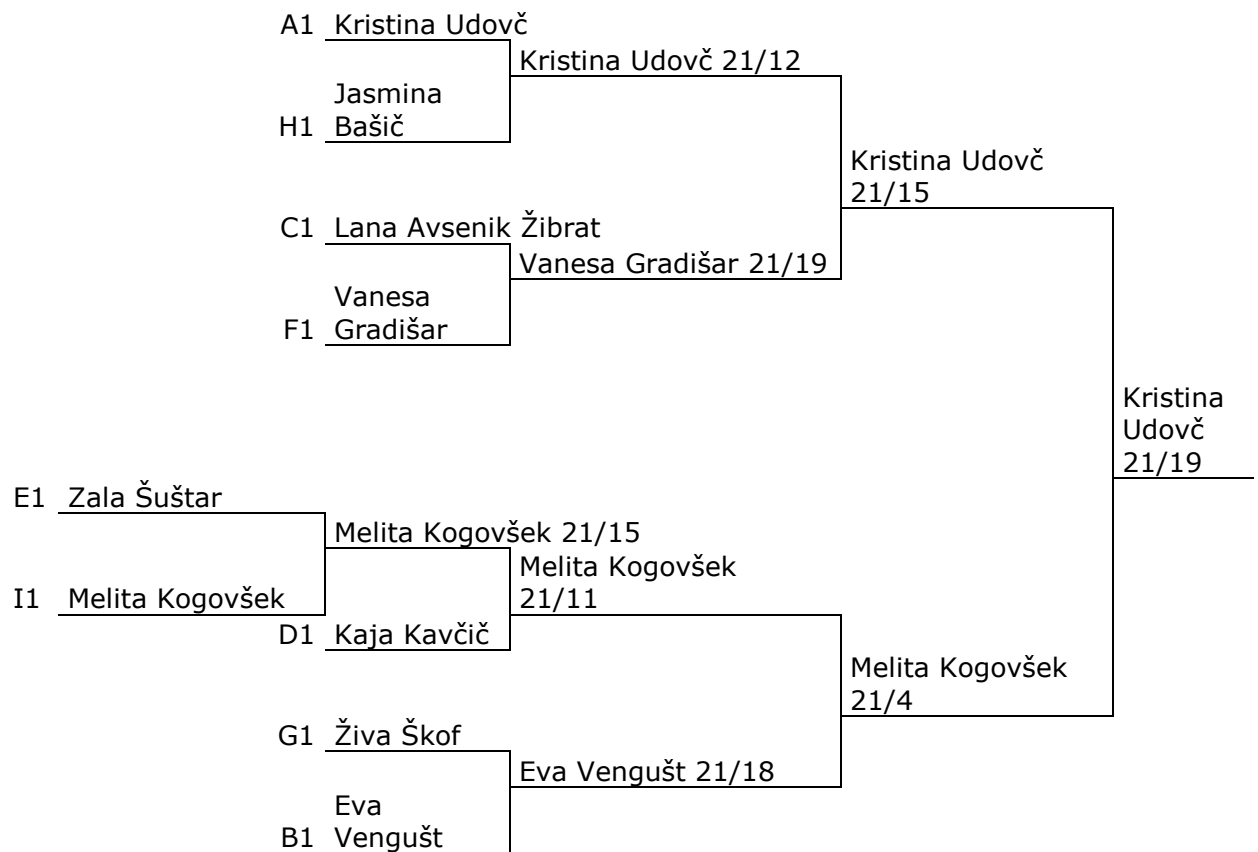 A1 Kristina Udovč
Kristina Udovč 21/12
Jasmina
H1 Bašič
Kristina Udovč
21/15
C1 Lana Avsenik Žibrat
Vanesa Gradišar 21/19
Vanesa
F1 Gradišar
Kristina
Udovč
21/19
E1 Zala Šuštar
Melita Kogovšek 21/15
Melita Kogovšek
21/11
I1 Melita Kogovšek
D1 Kaja Kavčič
Melita Kogovšek
21/4
G1 Živa Škof
Eva Vengušt 21/18
Eva
B1 Vengušt